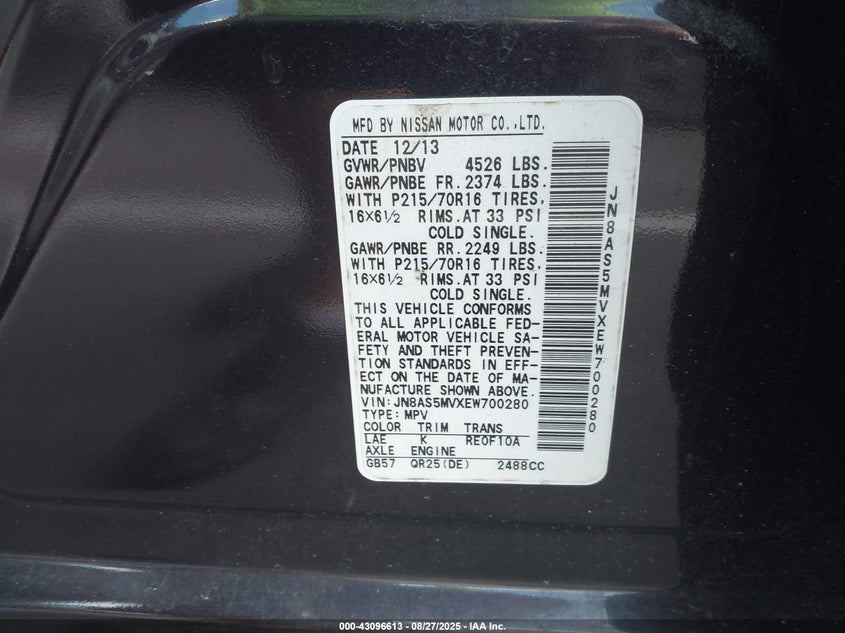 MFD BY NISSAN MOTOR CO.,LTD.
DATE 12/13
GVWR/PNBV 4526 LBS.
GAWR/PNBE FR.2374 LBS.
WITH P215/70R16 TIRES,
16×6½ RIMS.AT 33 PSI
COLD SINGLE.
GAWR/PNBE RR.2249 LBS.
WITH P215/70R16 TIRES,
16×6½ RIMS.AT 33 PSI
COLD SINGLE.
THIS VEHICLE CONFORMS
TO ALL APPLICABLE FED-
ERAL MOTOR VEHICLE SA-
FETY AND THEFT PREVEN-
TION STANDARDS IN EFF-
ECT ON THE DATE OF MA-
NUFACTURE SHOWN ABOVE.
VIN:JN8AS5MVXEW700280
TYPE:MPV
COLOR TRIM TRANS
LAE K RE0F10A
AXLE ENGINE
GB57 QR25(DE) 2488CC
JN8AS5MVXEW700280
000-43096613 - 08/27/2025 - IAA Inc.